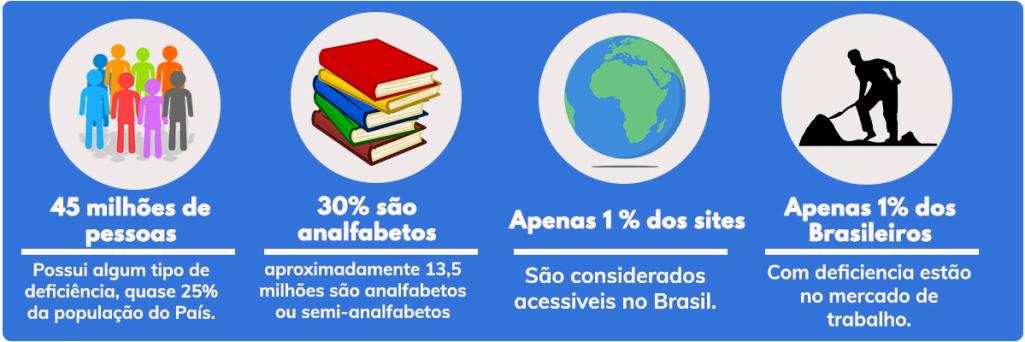 45 milhões de
pessoas
Possui algum tipo de
deficiência, quase 25%
da população do País.
30% são
analfabetos
aproximadamente 13,5
milhões são analfabetos
ou semi-analfabetos
Apenas 1 % dos sites
São considerados
acessiveis no Brasil.
Apenas 1% dos
Brasileiros
Com deficiencia estão
no mercado de
trabalho.